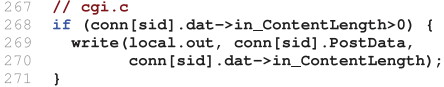 267 // cgi.c
268 if (conn[sid].dat->in_ContentLength>0) {
269 write(local.out, conn[sid].PostData,
270 conn[sid].dat->in_ContentLength);
271 }